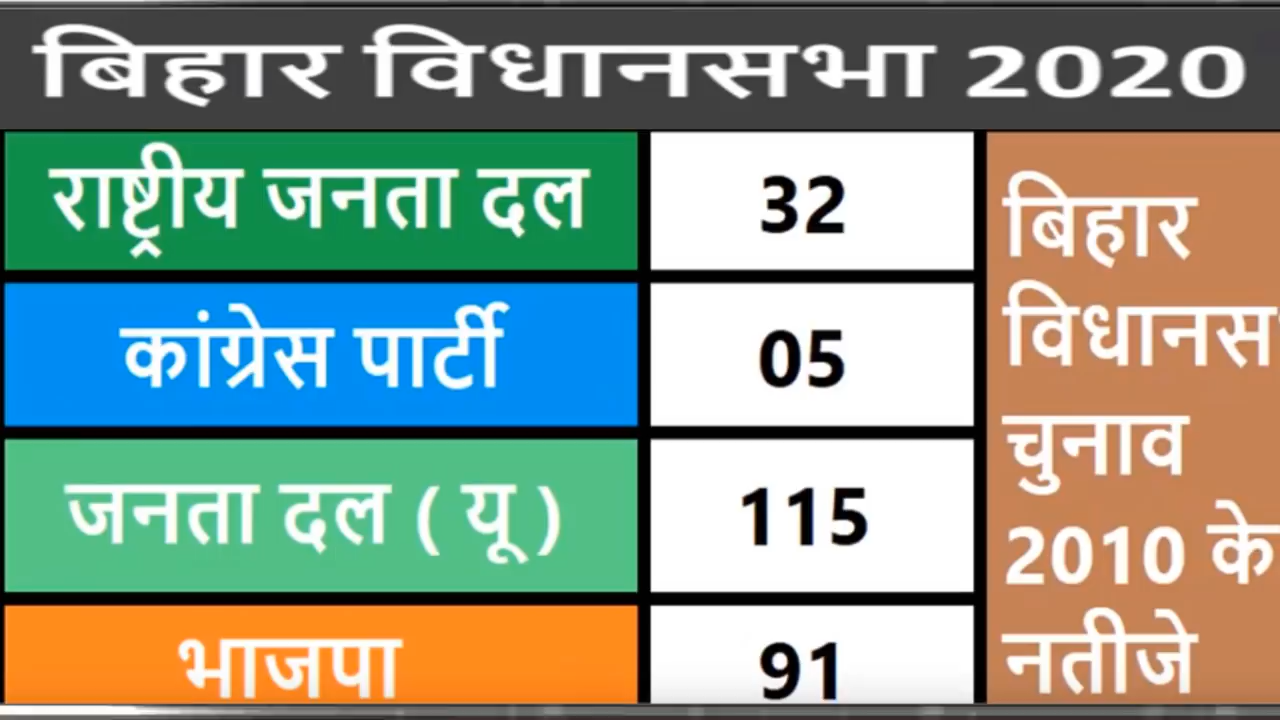 बिहार विधानसभा 2020
राष्ट्रीय जनता दल 32
कांग्रेस पार्टी 05
जनता दल ( यू ) 115
भाजपा 91
बिहार
विधानस
चुनाव
2010 के
नतीजे